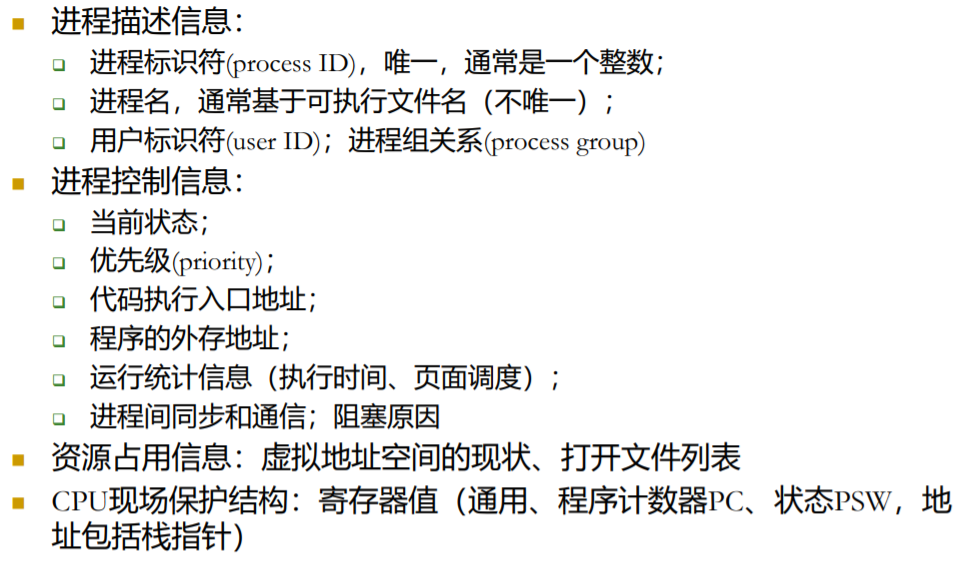 进程描述信息：
进程标识符(process ID)，唯一，通常是一个整数；
进程名，通常基于可执行文件名（不唯一）；
用户标识符(user ID)；进程组关系(process group)
进程控制信息：
当前状态；
优先级(priority)；
代码执行入口地址；
程序的外存地址；
运行统计信息（执行时间、页面调度）；
进程间同步和通信；阻塞原因
资源占用信息：虚拟地址空间的现状、打开文件列表
CPU现场保护结构：寄存器值（通用、程序计数器PC、状态PSW，地
址包括栈指针）